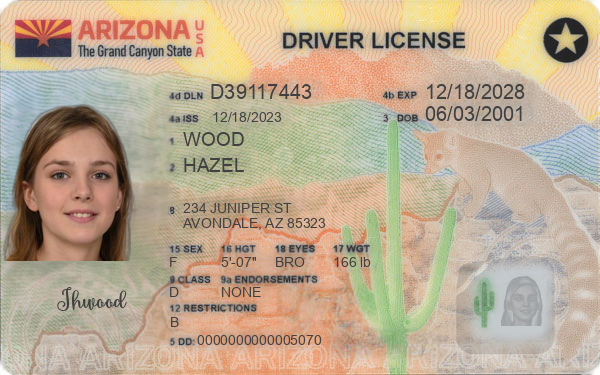 ARIZONA USA
The Grand Canyon State
DRIVER LICENSE
4d DLN D39117443
4b EXP 12/18/2028
4a ISS 12/18/2023
3 DOB 06/03/2001
1 WOOD
2 HAZEL
8 234 JUNIPER ST
AVONDALE, AZ 85323
15 SEX 16 HGT 18 EYES 17 WGT
F 5'-07" BRO 166 lb
9 CLASS 9a ENDORSEMENTS
D NONE
12 RESTRICTIONS
B
Jhwood
5 DD: 0000000000005070
ARIZONA ARIZONA ARIZONA ARIZONA